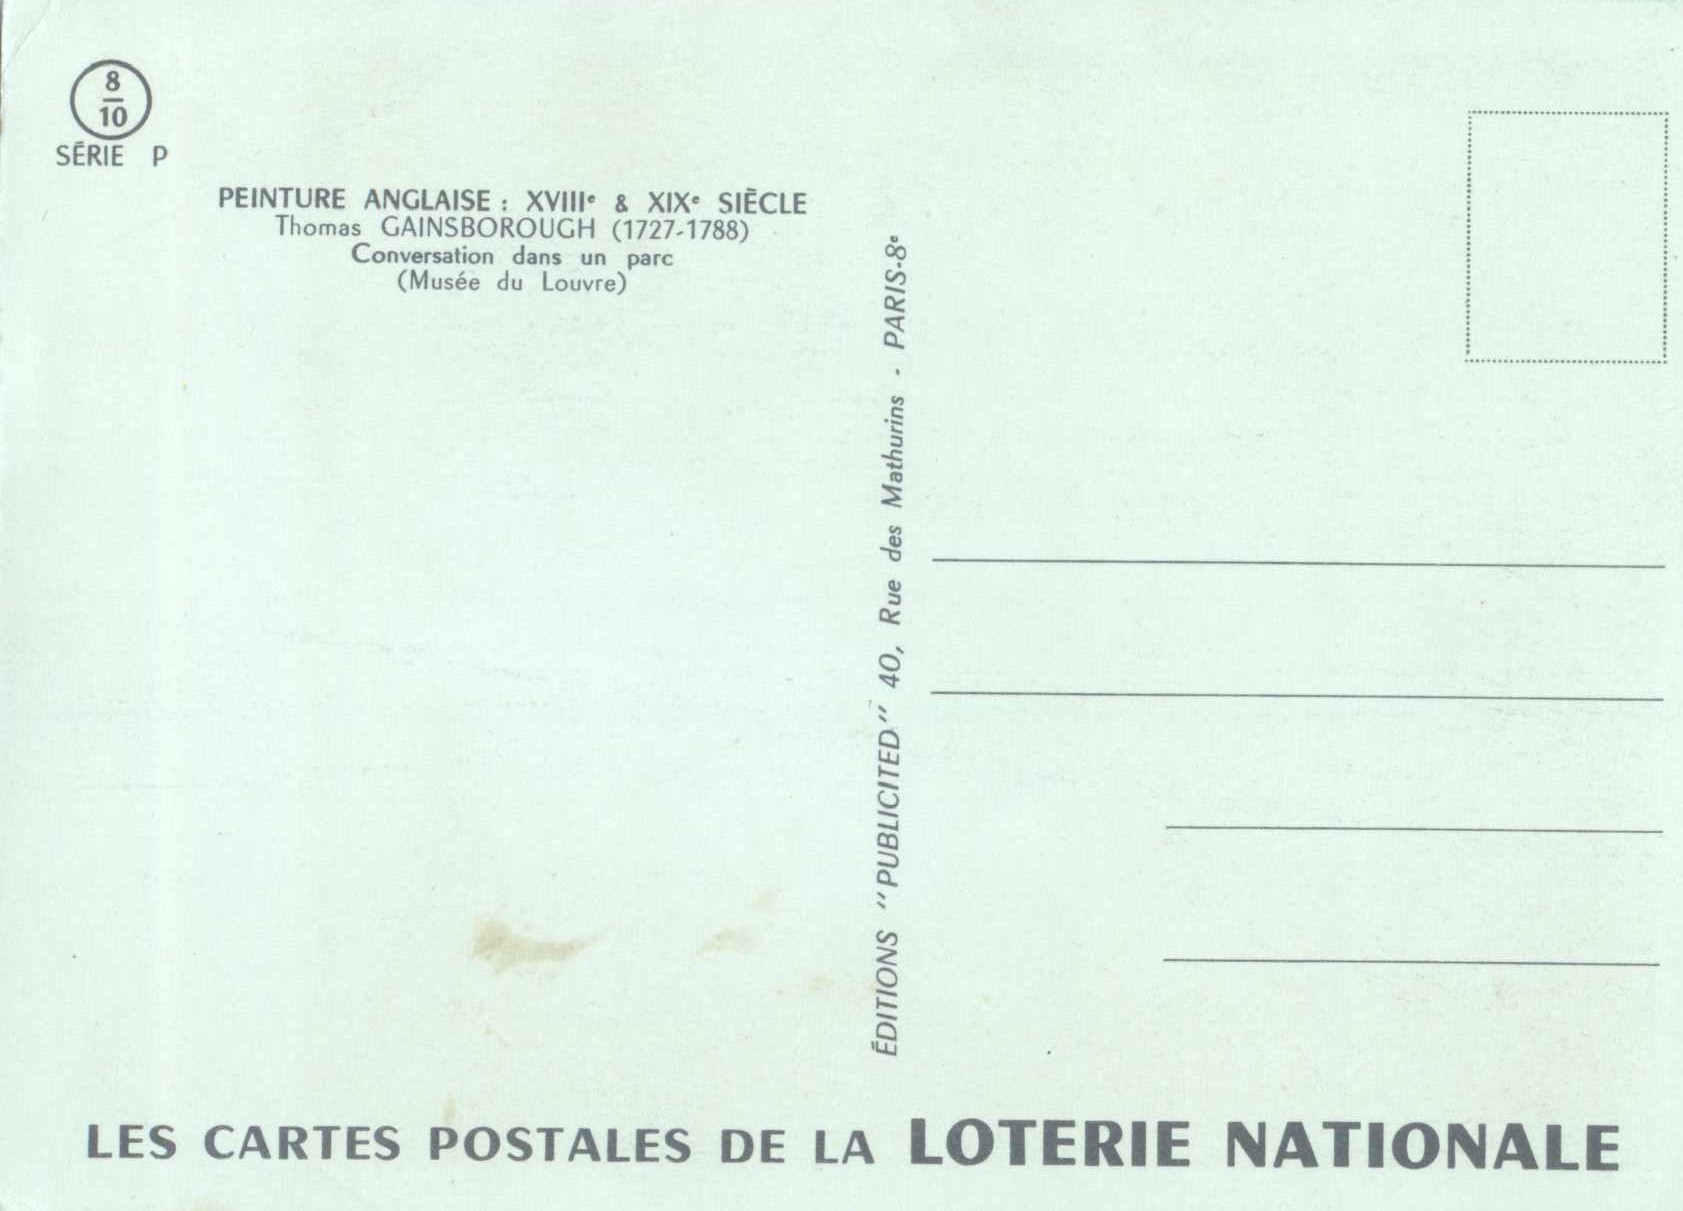 8
10
SÉRIE P
PEINTURE ANGLAISE : XVIIIe & XIXe SIÈCLE
Thomas GAINSBOROUGH (1727-1788)
Conversation dans un parc
(Musée du Louvre)
ÉDITIONS "PUBLICITED" 40, Rue des Mathurins - PARIS-8e
LES CARTES POSTALES DE LA LOTERIE NATIONALE